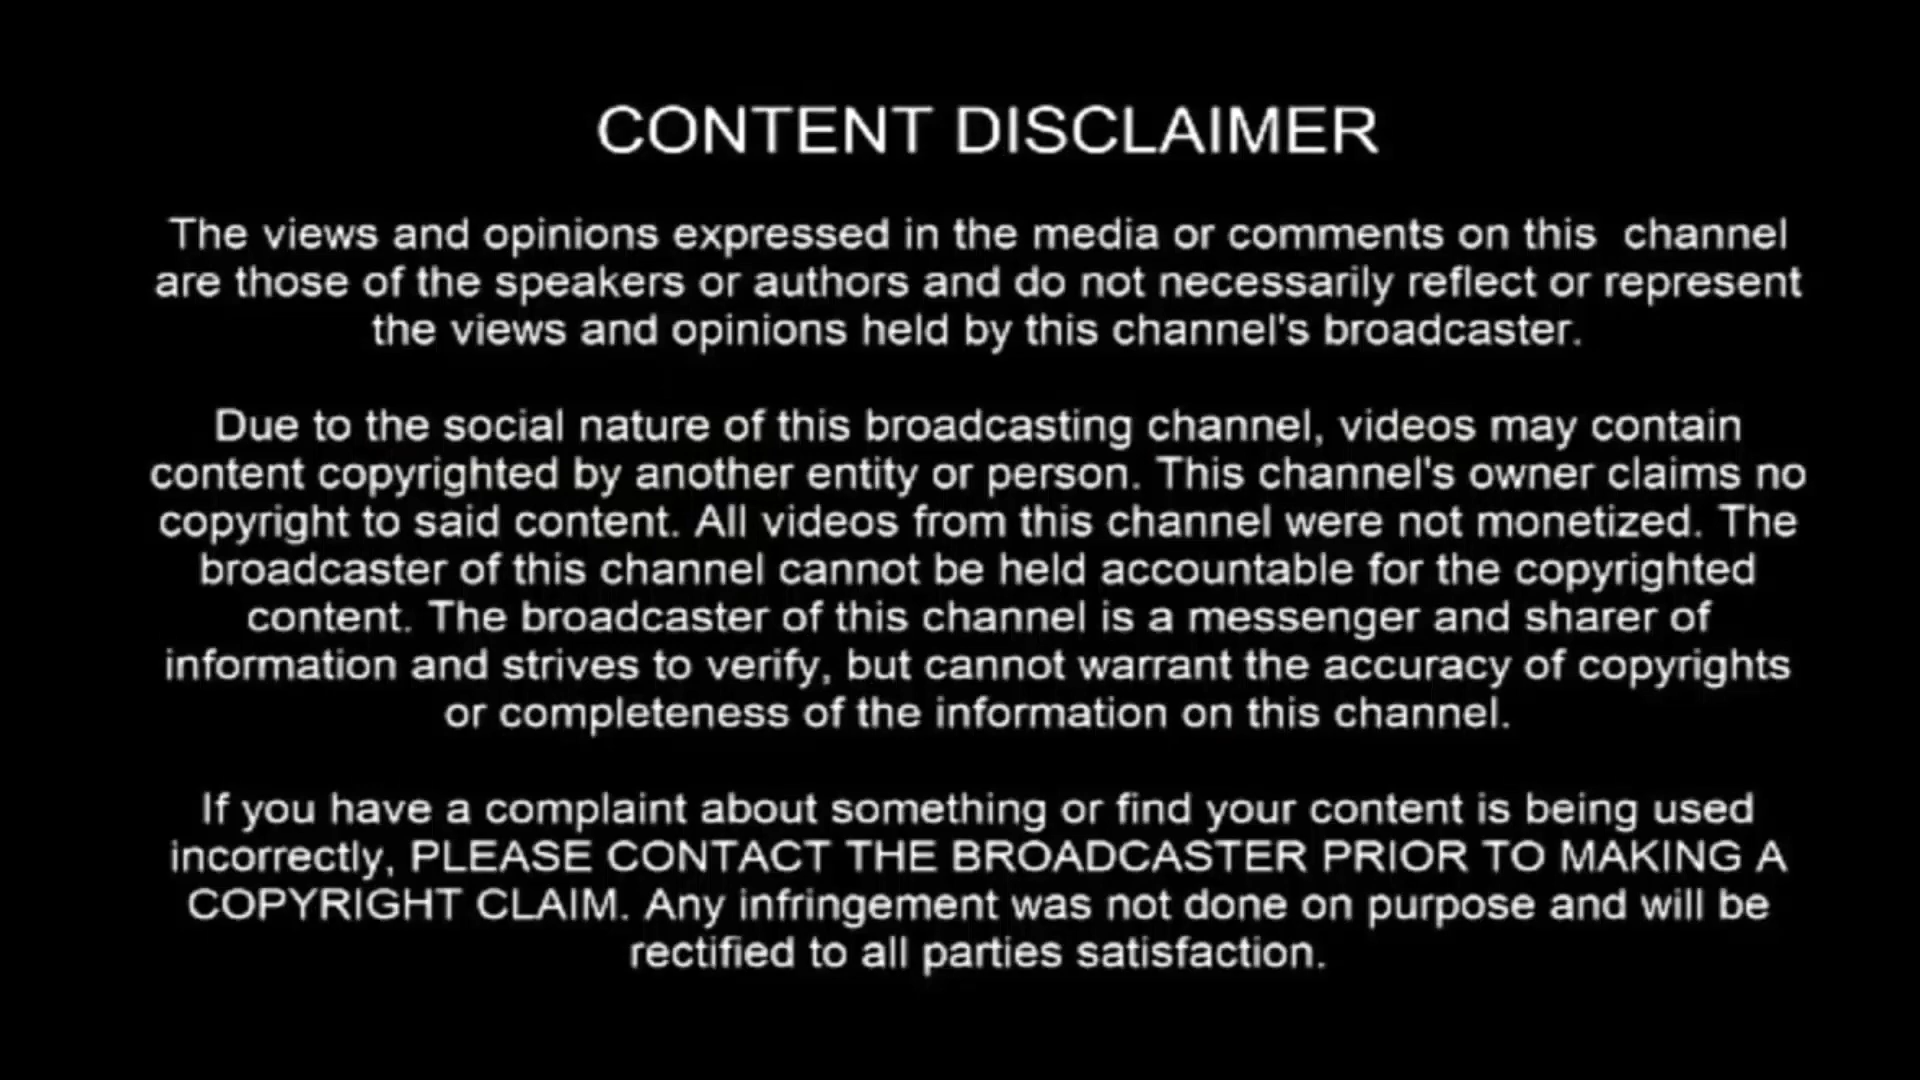 CONTENT DISCLAIMER
The views and opinions expressed in the media or comments on this  channel
are those of the speakers or authors and do not necessarily reflect or represent
the views and opinions held by this channel's broadcaster.
Due to the social nature of this broadcasting channel, videos may contain
content copyrighted by another entity or person. This channel's owner claims no
copyright to said content. All videos from this channel were not monetized. The
broadcaster of this channel cannot be held accountable for the copyrighted
content. The broadcaster of this channel is a messenger and sharer of
information and strives to verify, but cannot warrant the accuracy of copyrights
or completeness of the information on this channel.
If you have a complaint about something or find your content is being used
incorrectly, PLEASE CONTACT THE BROADCASTER PRIOR TO MAKING A
COPYRIGHT CLAIM. Any infringement was not done on purpose and will be
rectified to all parties satisfaction.